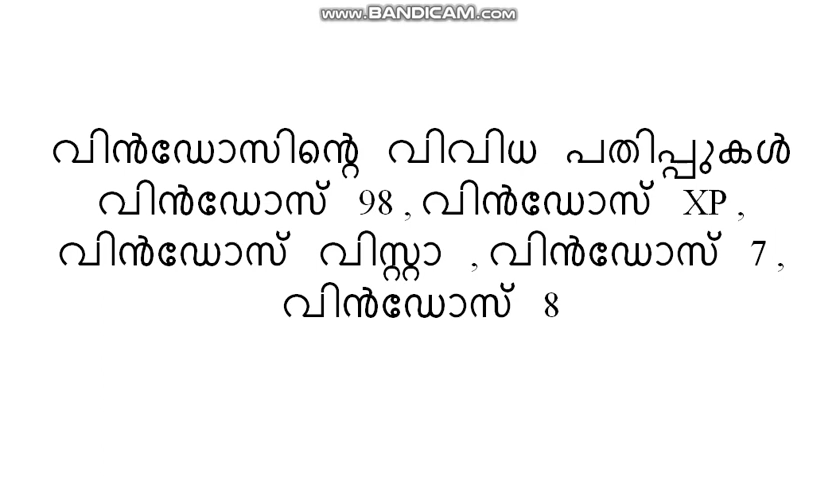 www.BANDICAM.com
വിൻഡോസിന്റെ വിവിധ പതിപ്പുകൾ
വിൻഡോസ് 98 , വിൻഡോസ് XP ,
വിൻഡോസ് വിസ്റ്റാ , വിൻഡോസ് 7 ,
വിൻഡോസ് 8